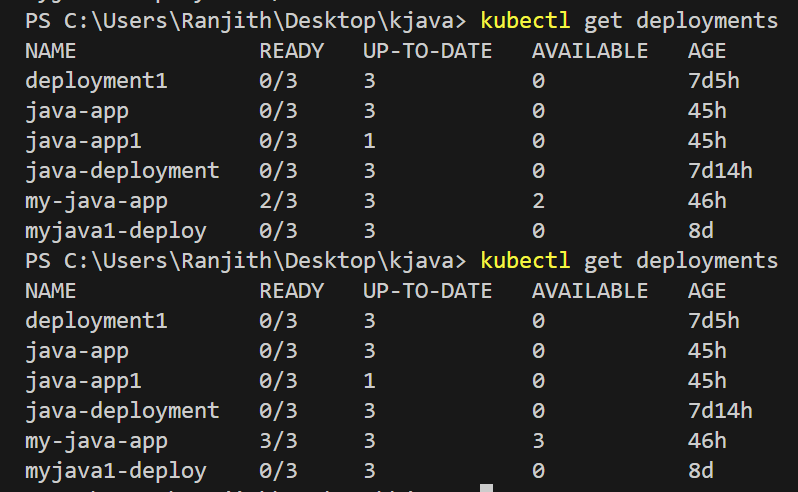 PS C:\Users\Ranjith\Desktop\kjava> kubectl get deployments
NAME READY UP-TO-DATE AVAILABLE AGE
deployment1 0/3 3 0 7d5h
java-app 0/3 3 0 45h
java-app1 0/3 1 0 45h
java-deployment 0/3 3 0 7d14h
my-java-app 2/3 3 2 46h
myjava1-deploy 0/3 3 0 8d
PS C:\Users\Ranjith\Desktop\kjava> kubectl get deployments
NAME READY UP-TO-DATE AVAILABLE AGE
deployment1 0/3 3 0 7d5h
java-app 0/3 3 0 45h
java-app1 0/3 1 0 45h
java-deployment 0/3 3 0 7d14h
my-java-app 3/3 3 3 46h
myjava1-deploy 0/3 3 0 8d